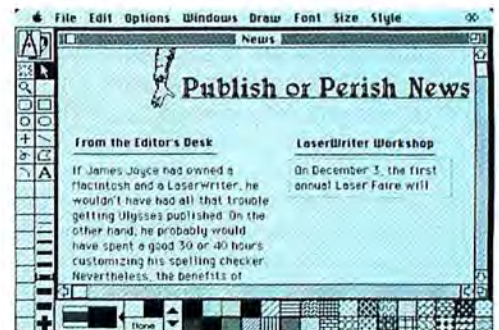 File Edit Options Windows Draw Font Size Style
News
Publish or Perish News
From the Editor's Desk
If James Joyce had owned a
Macintosh and a LaserWriter, he
wouldn't have had all that trouble
getting Ulysses published. On the
other hand, he probably would
have spent a good 30 or 40 hours
customizing his spelling checker.
Nevertheless, the benefits of
LaserWriter Workshop
On December 3, the first
annual Laser Faire will
A
None